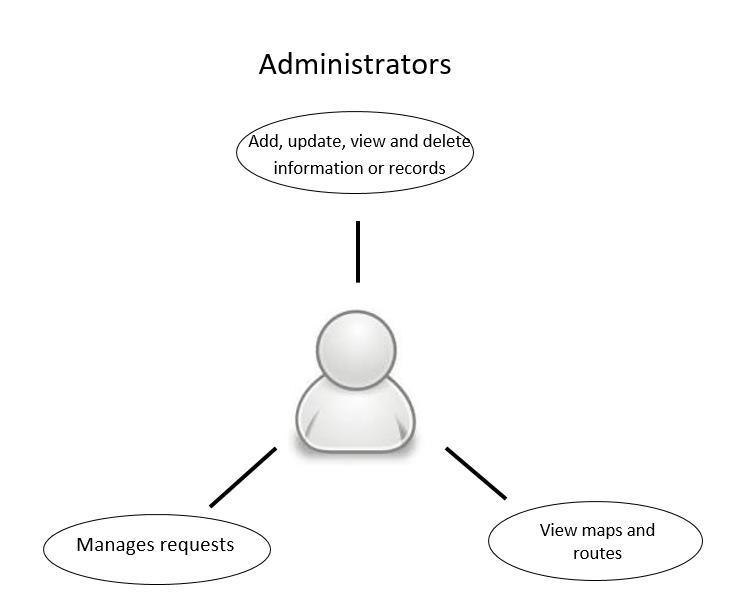 Administrators
Add, update, view and delete
information or records
Manages requests
View maps and
routes